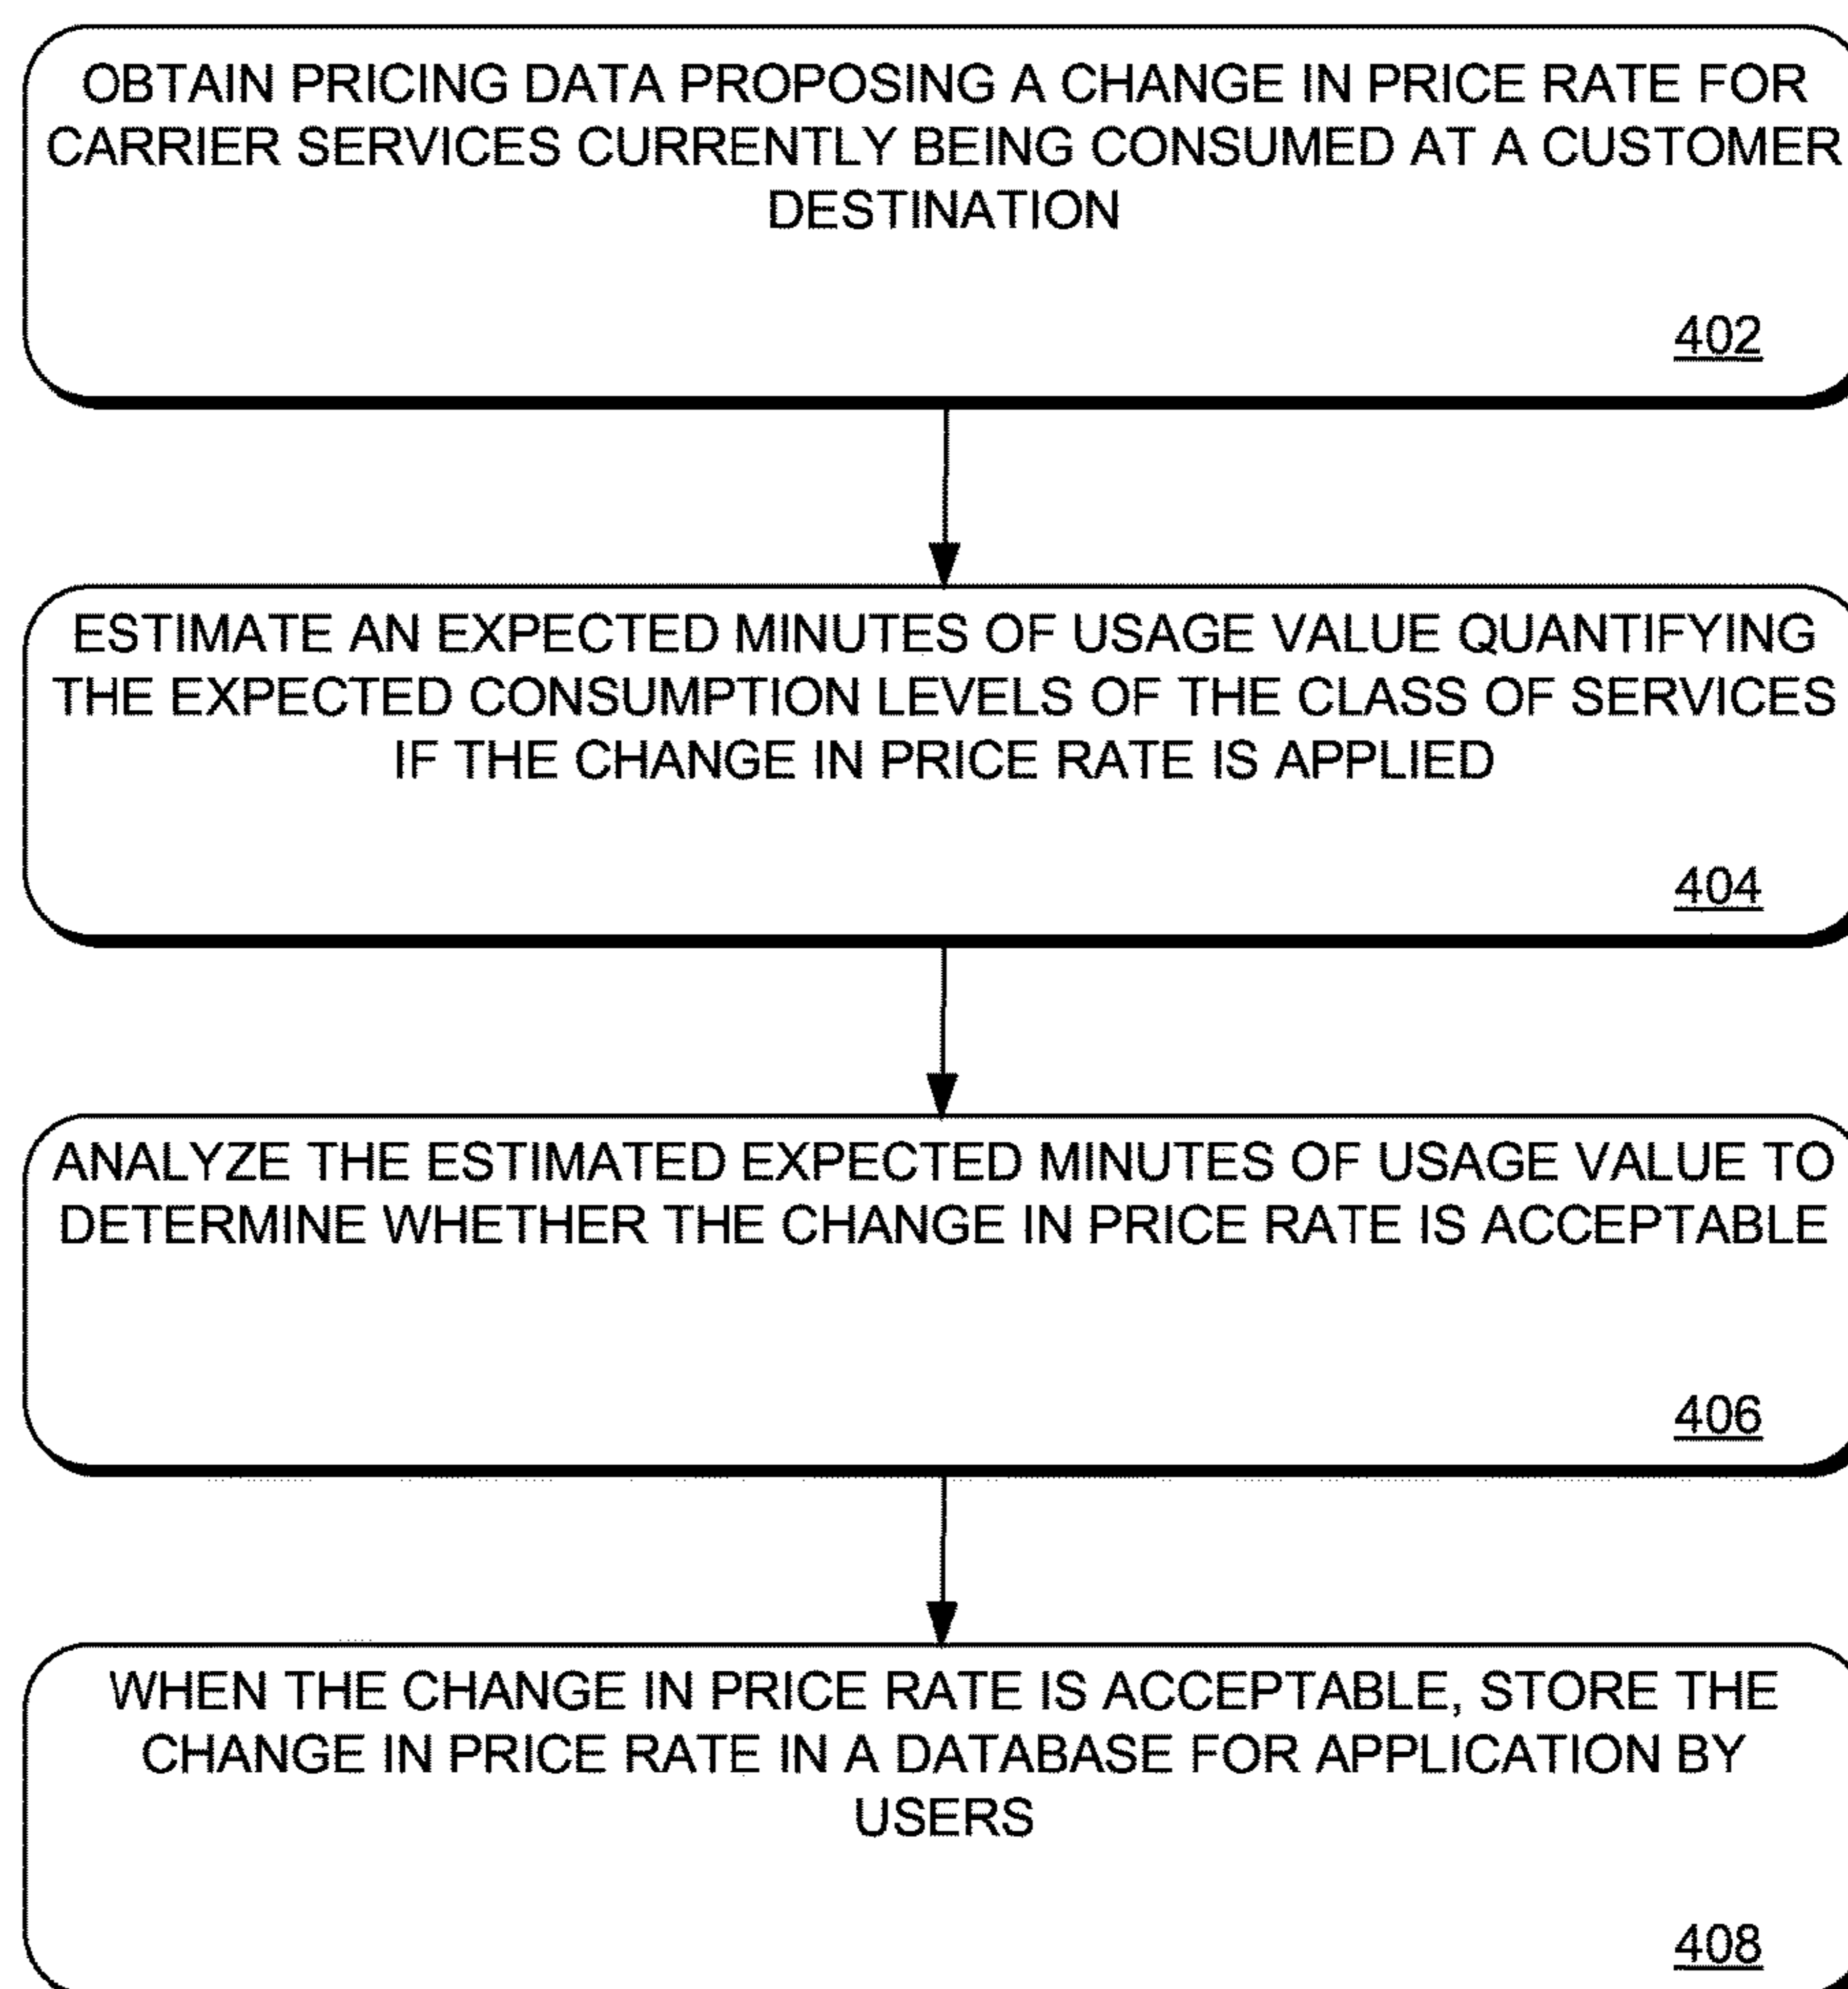 OBTAIN PRICING DATA PROPOSING A CHANGE IN PRICE RATE FOR
CARRIER SERVICES CURRENTLY BEING CONSUMED AT A CUSTOMER
DESTINATION
402
ESTIMATE AN EXPECTED MINUTES OF USAGE VALUE QUANTIFYING
THE EXPECTED CONSUMPTION LEVELS OF THE CLASS OF SERVICES
IF THE CHANGE IN PRICE RATE IS APPLIED
404
ANALYZE THE ESTIMATED EXPECTED MINUTES OF USAGE VALUE TO
DETERMINE WHETHER THE CHANGE IN PRICE RATE IS ACCEPTABLE
406
WHEN THE CHANGE IN PRICE RATE IS ACCEPTABLE, STORE THE
CHANGE IN PRICE RATE IN A DATABASE FOR APPLICATION BY
USERS
408